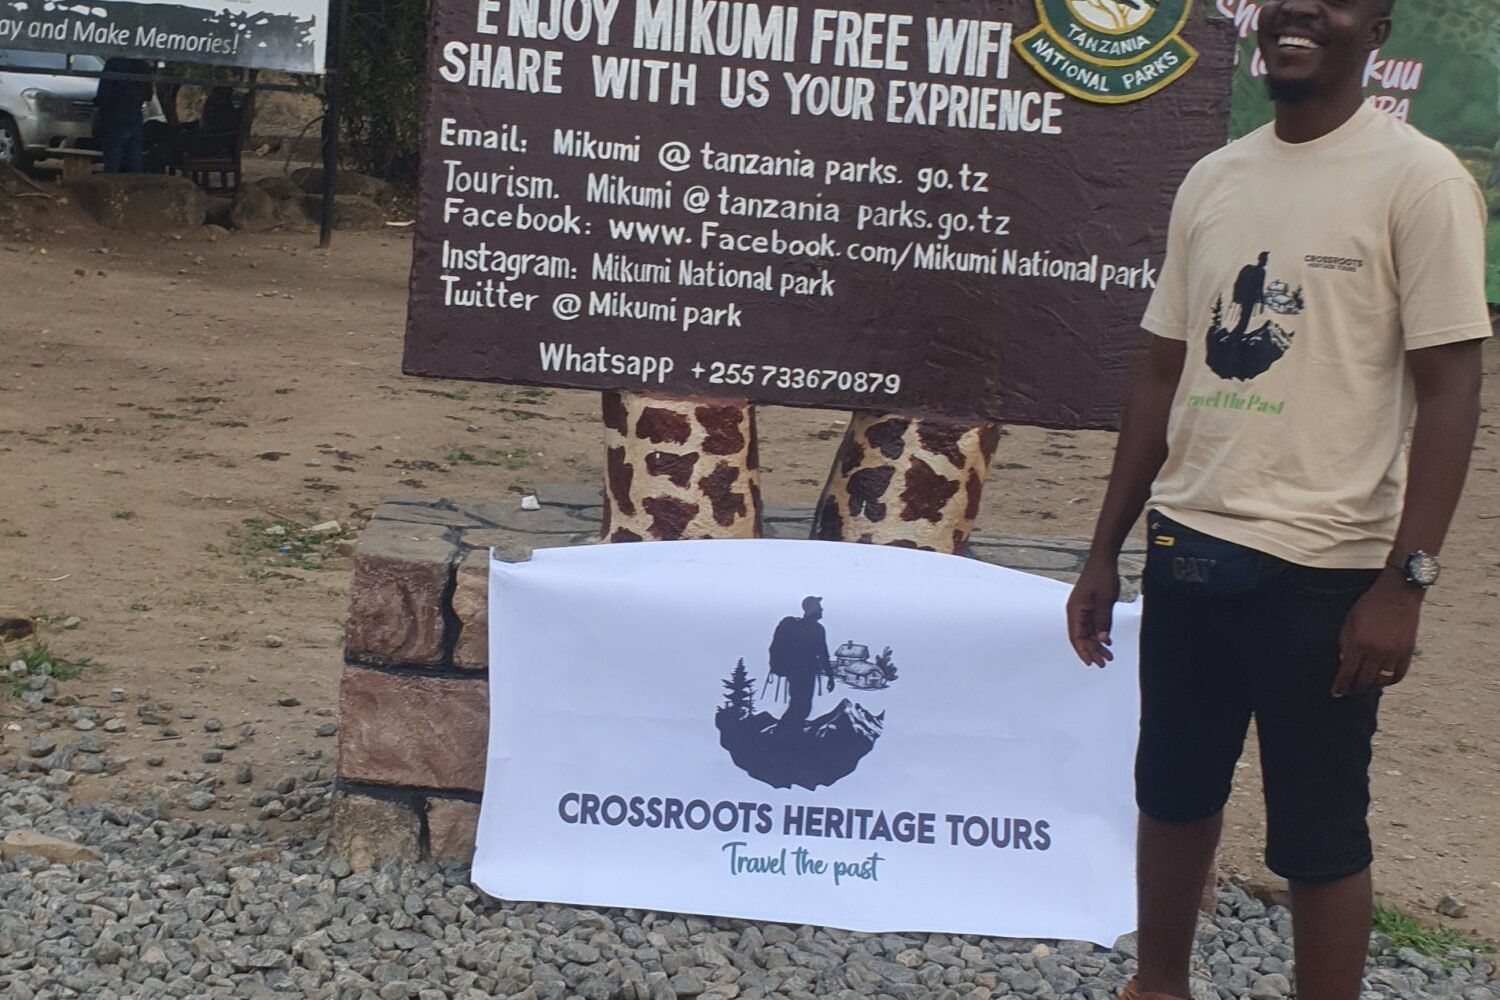 ay and Make Memories!
ENJOY MIKUMI FREE WIFI
SHARE WITH US YOUR EXPRIENCE
TANZANIA
NATIONAL PARKS
Email: Mikumi @ tanzania parks. go.tz
Tourism. Mikumi @ tanzania parks.go.tz
Facebook: www. Facebook.com/Mikumi National park
Instagram: Mikumi National park
Twitter @ Mikumi park
Whatsapp +255 733670879
kuu
CROSSROOTS
HERITAGE TOURS
Travel the Past
CAT
CROSSROOTS HERITAGE TOURS
Travel the past